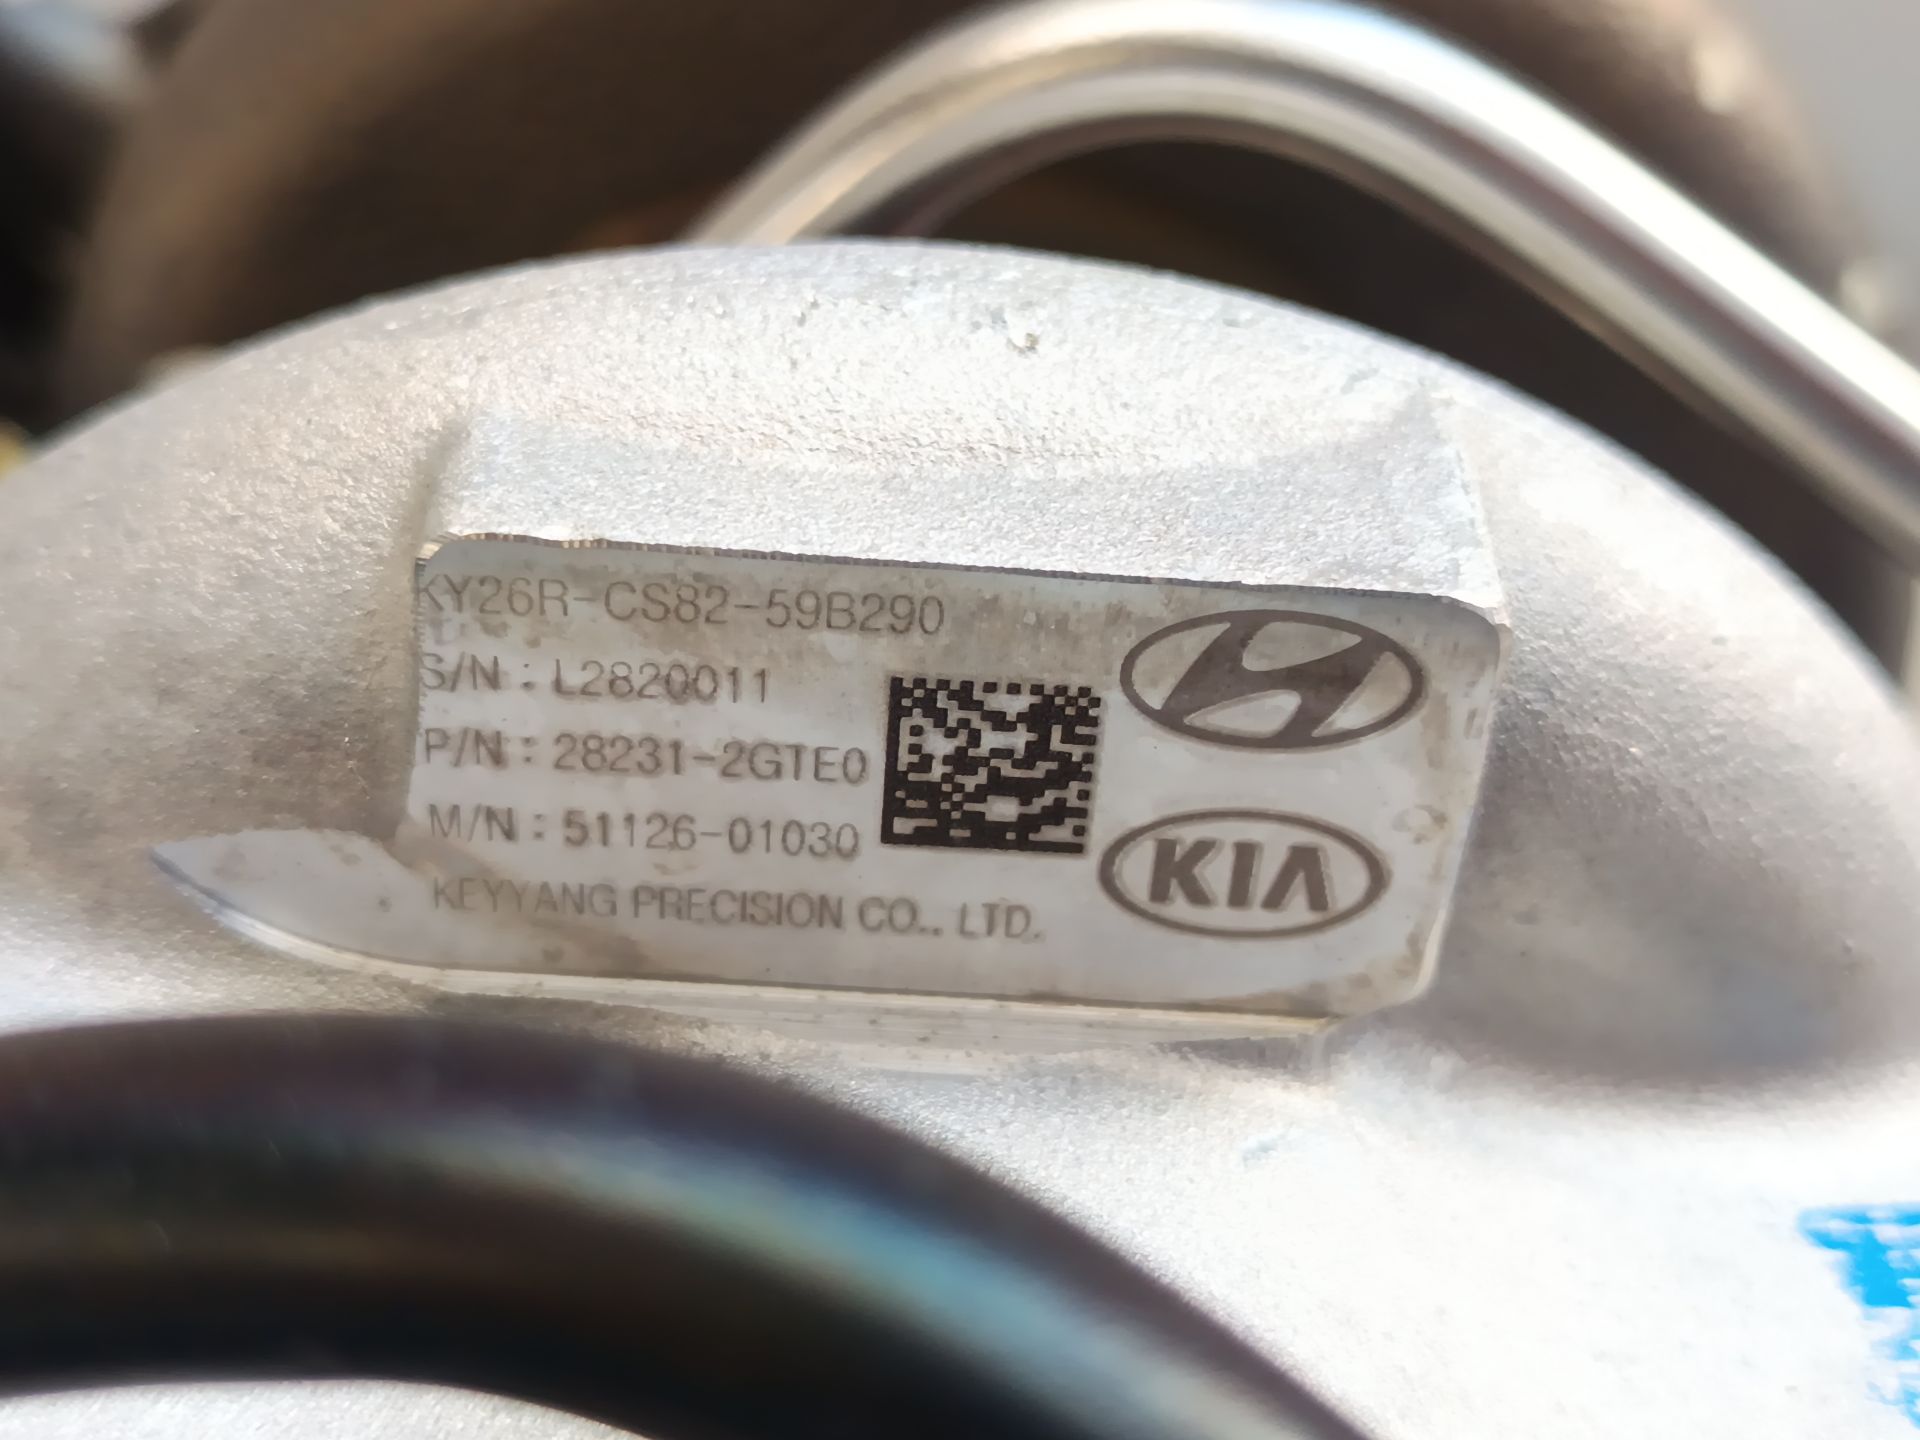 KY26R-CS82-59B290
S/N : L2820011
P/N : 28231-2GTE0
M/N : 51126-01030
KEYYANG PRECISION CO., LTD.
KIA